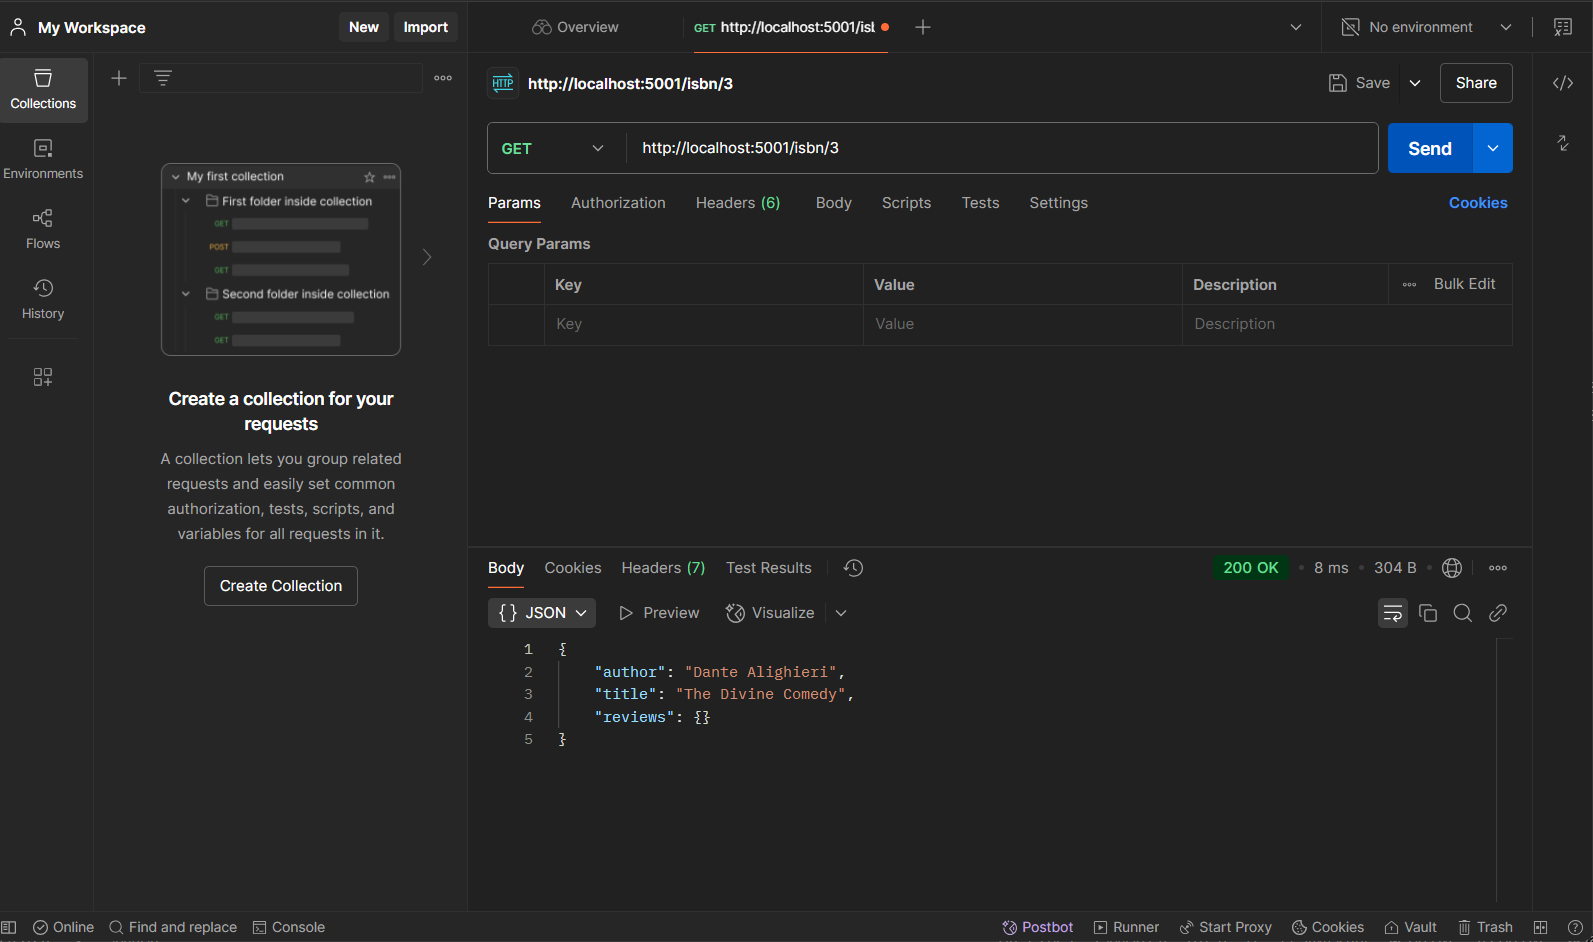 My Workspace
New
Import
Overview
GET http://localhost:5001/isl
No environment
Collections
Environments
Flows
History
My first collection
First folder inside collection
GET
POST
GET
Second folder inside collection
GET
GET
Create a collection for your
requests
A collection lets you group related
requests and easily set common
authorization, tests, scripts, and
variables for all requests in it.
Create Collection
HTTP http://localhost:5001/isbn/3
Save
Share
GET
http://localhost:5001/isbn/3
Send
Params Authorization Headers (6) Body Scripts Tests Settings
Cookies
Query Params
Key Value Description Bulk Edit
Key Value Description
Body Cookies Headers (7) Test Results
200 OK • 8 ms • 304 B •
{} JSON Preview Visualize
1 {
2 "author": "Dante Alighieri",
3 "title": "The Divine Comedy",
4 "reviews": {}
5 }
Online Find and replace Console
Postbot Runner Start Proxy Cookies Vault Trash